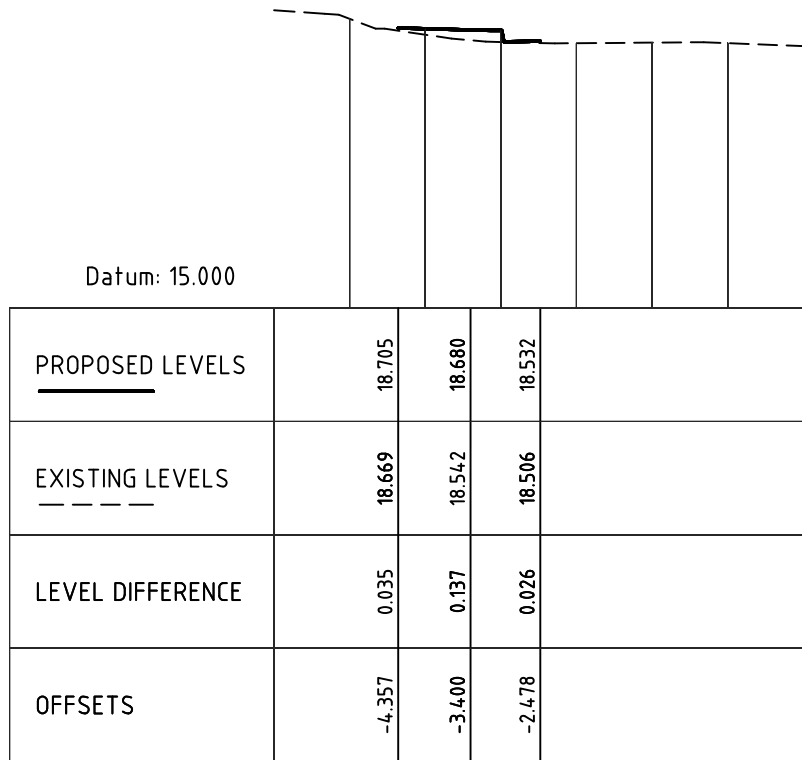 Datum: 15.000
PROPOSED LEVELS 18.705 18.680 18.532
EXISTING LEVELS 18.669 18.542 18.506
LEVEL DIFFERENCE 0.035 0.137 0.026
OFFSETS -4.357 -3.400 -2.478